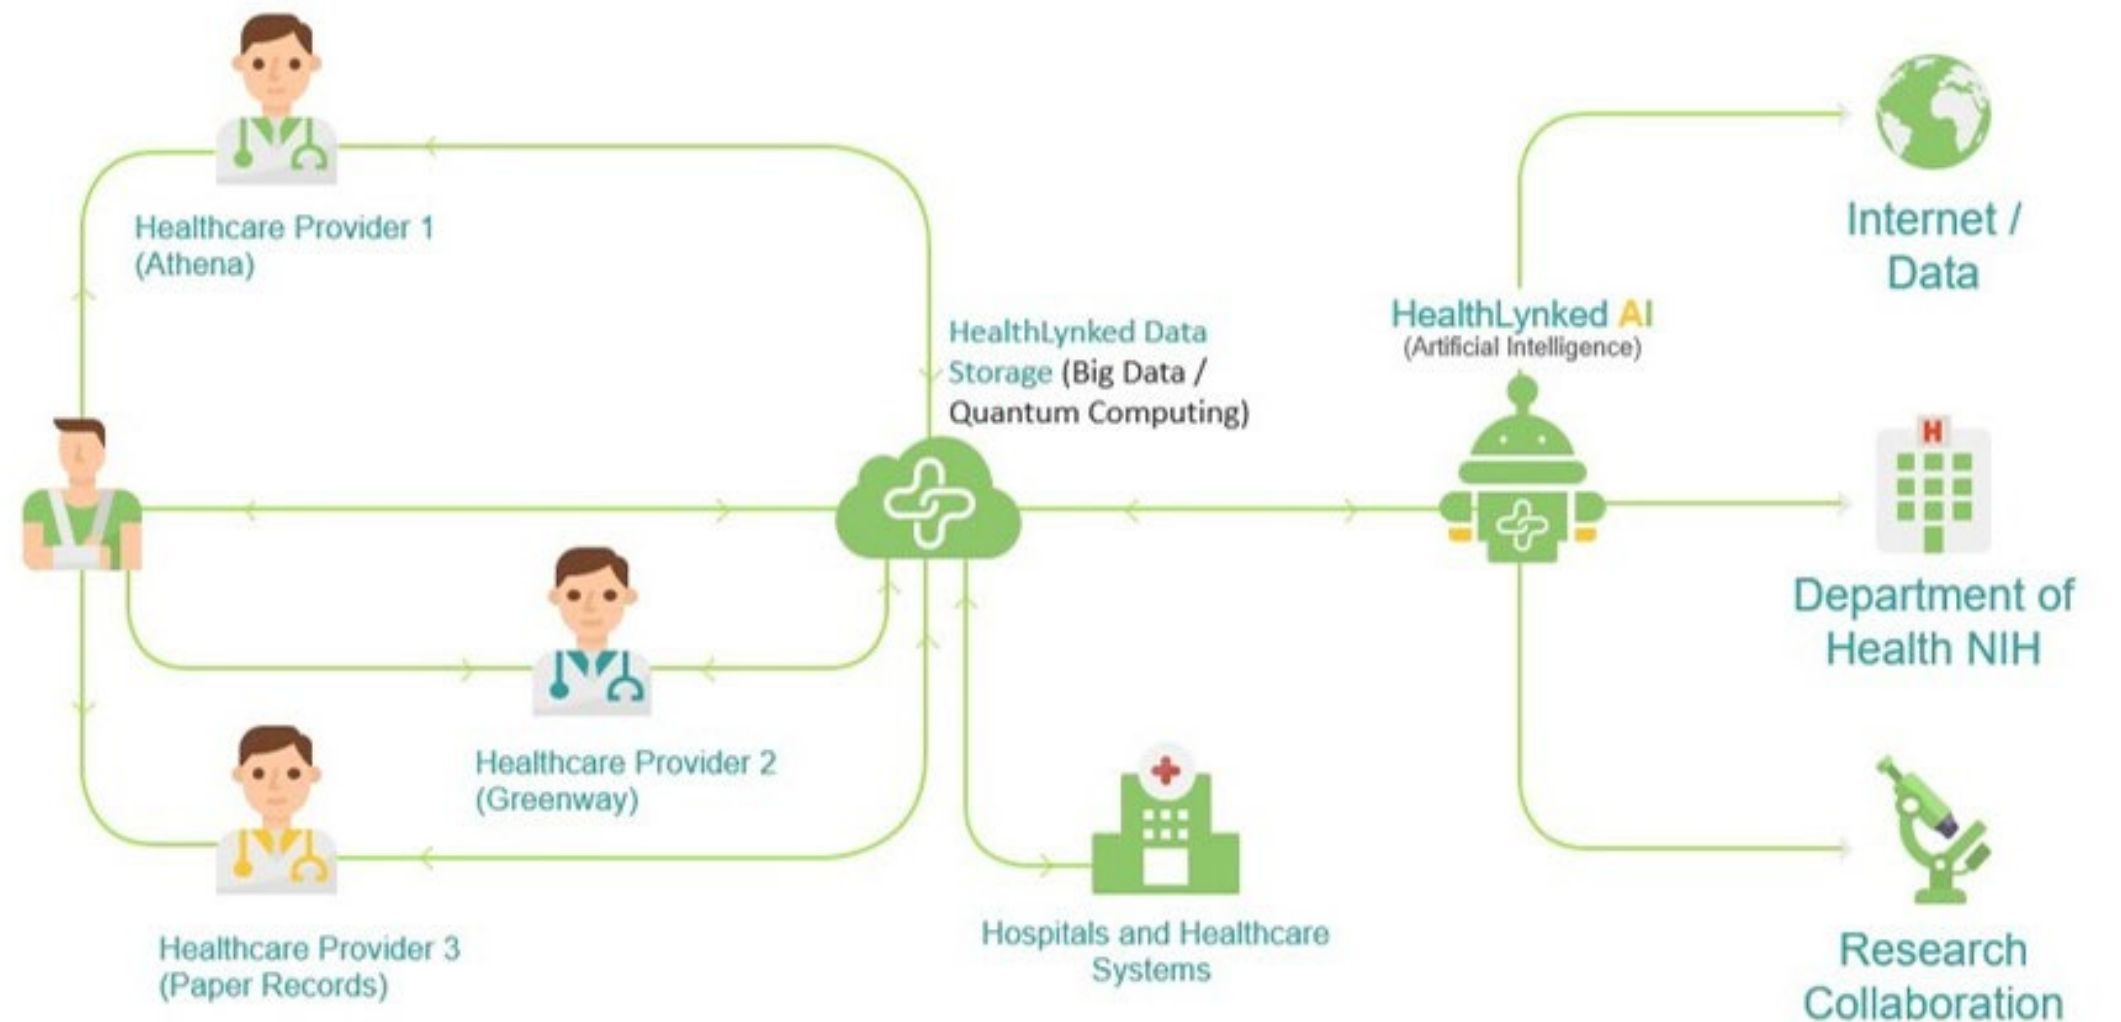 Healthcare Provider 1
(Athena)
HealthLynked Data
Storage (Big Data /
Quantum Computing)
HealthLynked AI
(Artificial Intelligence)
Internet /
Data
H
Department of
Health NIH
Healthcare Provider 2
(Greenway)
Healthcare Provider 3
(Paper Records)
Hospitals and Healthcare
Systems
Research
Collaboration